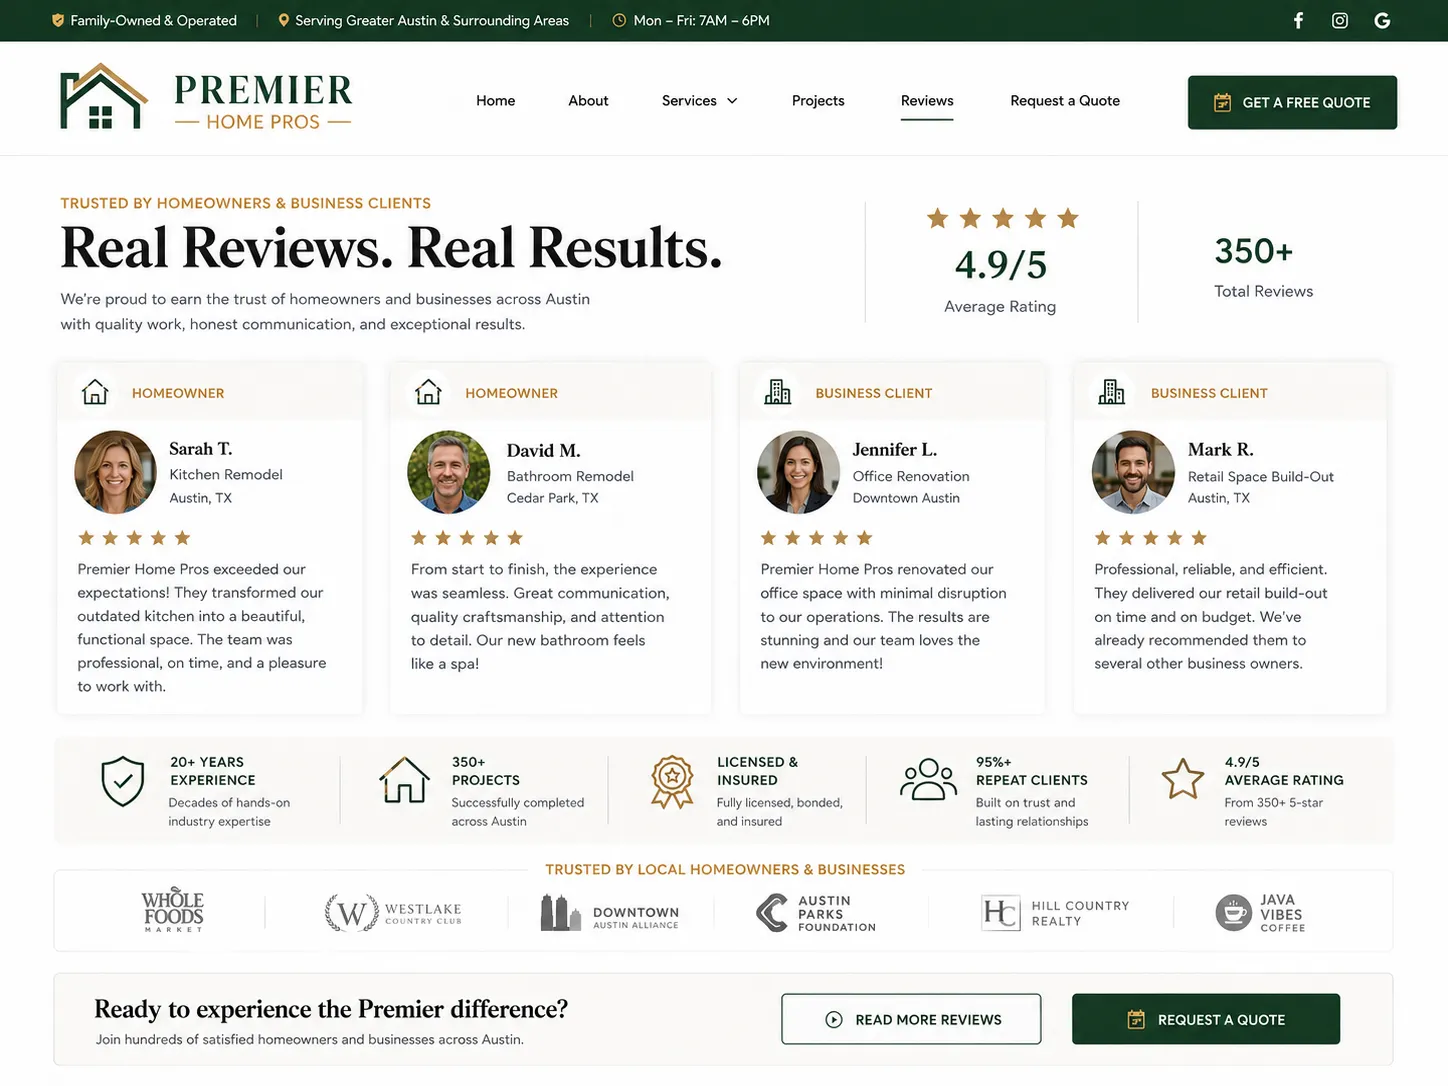 Family-Owned & Operated
Serving Greater Austin & Surrounding Areas
Mon – Fri: 7AM – 6PM
PREMIER
HOME PROS
Home
About
Services
Projects
Reviews
Request a Quote
GET A FREE QUOTE
TRUSTED BY HOMEOWNERS & BUSINESS CLIENTS
Real Reviews. Real Results.
We're proud to earn the trust of homeowners and businesses across Austin
with quality work, honest communication, and exceptional results.
4.9/5
Average Rating
350+
Total Reviews
HOMEOWNER
Sarah T.
Kitchen Remodel
Austin, TX
Premier Home Pros exceeded our
expectations! They transformed our
outdated kitchen into a beautiful,
functional space. The team was
professional, on time, and a pleasure
to work with.
HOMEOWNER
David M.
Bathroom Remodel
Cedar Park, TX
From start to finish, the experience
was seamless. Great communication,
quality craftsmanship, and attention
to detail. Our new bathroom feels
like a spa!
BUSINESS CLIENT
Jennifer L.
Office Renovation
Downtown Austin
Premier Home Pros renovated our
office space with minimal disruption
to our operations. The results are
stunning and our team loves the
new environment!
BUSINESS CLIENT
Mark R.
Retail Space Build-Out
Austin, TX
Professional, reliable, and efficient.
They delivered our retail build-out
on time and on budget. We've
already recommended them to
several other business owners.
20+ YEARS
EXPERIENCE
Decades of hands-on
industry expertise
350+
PROJECTS
Successfully completed
across Austin
LICENSED &
INSURED
Fully licensed, bonded,
and insured
95%+
REPEAT CLIENTS
Built on trust and
lasting relationships
4.9/5
AVERAGE RATING
From 350+ 5-star
reviews
TRUSTED BY LOCAL HOMEOWNERS & BUSINESSES
WHOLE
FOODS
MARKET
W
WESTLAKE
COUNTRY CLUB
DOWNTOWN
AUSTIN ALLIANCE
AUSTIN
PARKS
FOUNDATION
HC
HILL COUNTRY
REALTY
JAVA
VIBES
COFFEE
Ready to experience the Premier difference?
Join hundreds of satisfied homeowners and businesses across Austin.
READ MORE REVIEWS
REQUEST A QUOTE